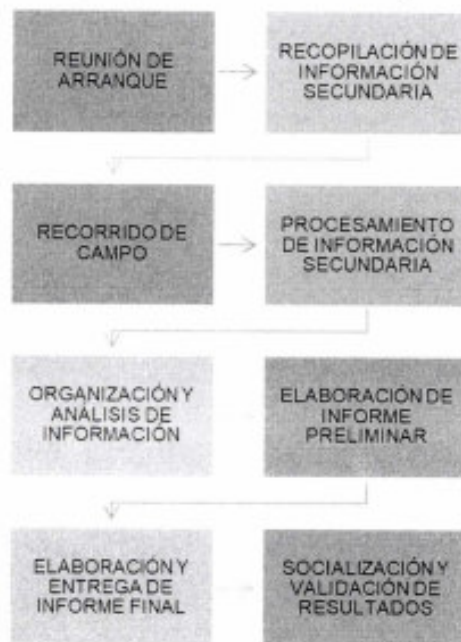 REUNIÓN DE
ARRANQUE
RECOPILACIÓN DE
INFORMACIÓN
SECUNDARIA
RECORRIDO DE
CAMPO
PROCESAMIENTO
DE INFORMACIÓN
SECUNDARIA
ORGANIZACIÓN Y
ANÁLISIS DE
INFORMACIÓN
ELABORACIÓN DE
INFORME
PRELIMINAR
ELABORACIÓN Y
ENTREGA DE
INFORME FINAL
SOCIALIZACIÓN Y
VALIDACIÓN DE
RESULTADOS